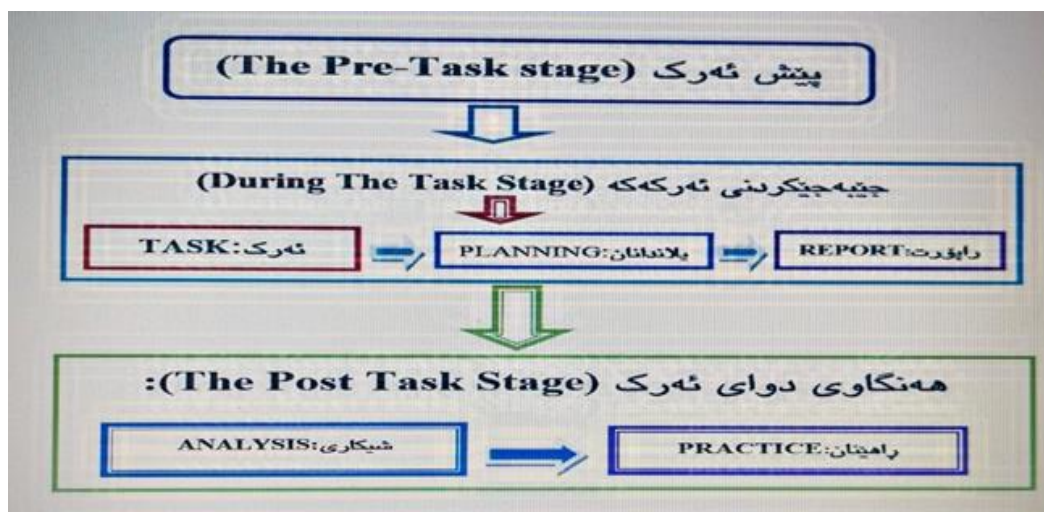 پێش ئەرک (The Pre-Task stage)
جێبەجێکردنی ئەرکەکە (During The Task Stage)
ئەرک:TASK
پلاندانان:PLANNING
راپۆرت:REPORT
هەنگاوی دوای ئەرک (The Post Task Stage):
شیکاری:ANALYSIS
راهێنان:PRACTICE